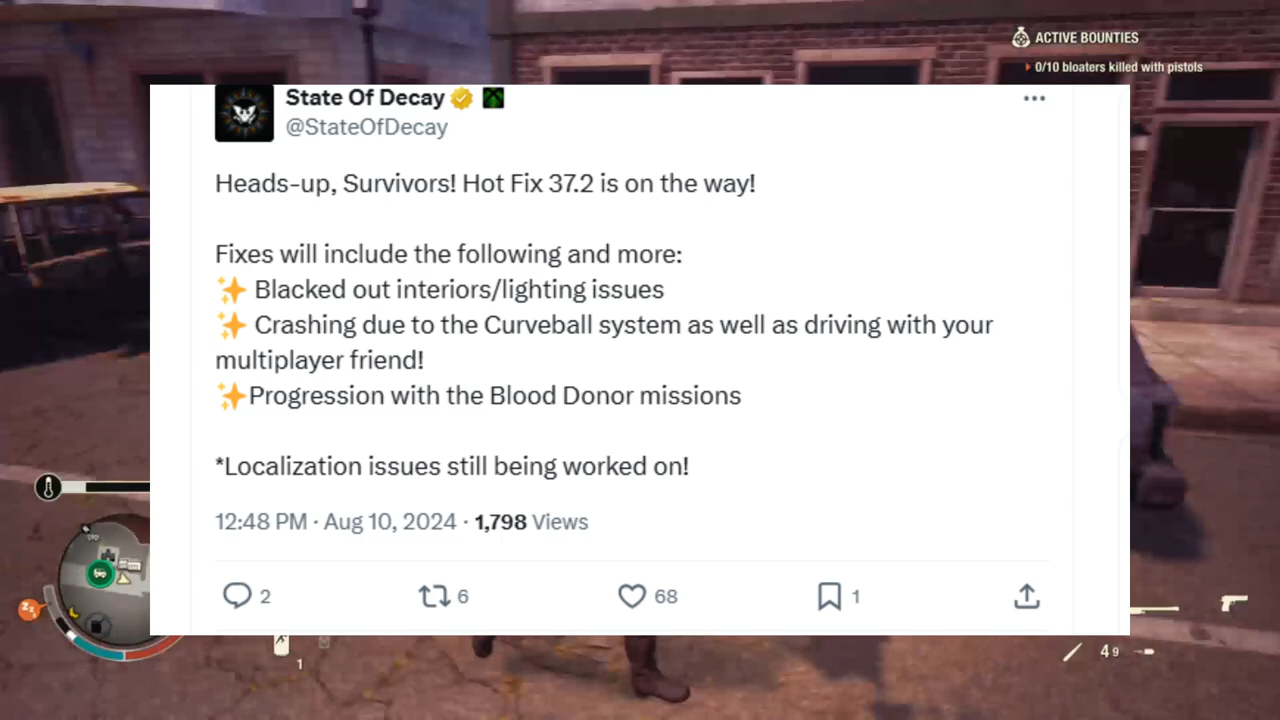 ACTIVE BOUNTIES
0/10 bloaters killed with pistols
State Of Decay
@StateOfDecay
Heads-up, Survivors! Hot Fix 37.2 is on the way!
Fixes will include the following and more:
✨ Blacked out interiors/lighting issues
✨ Crashing due to the Curveball system as well as driving with your
multiplayer friend!
✨Progression with the Blood Donor missions
*Localization issues still being worked on!
12:48 PM · Aug 10, 2024 · 1,798 Views
2 6 68 1
1
49